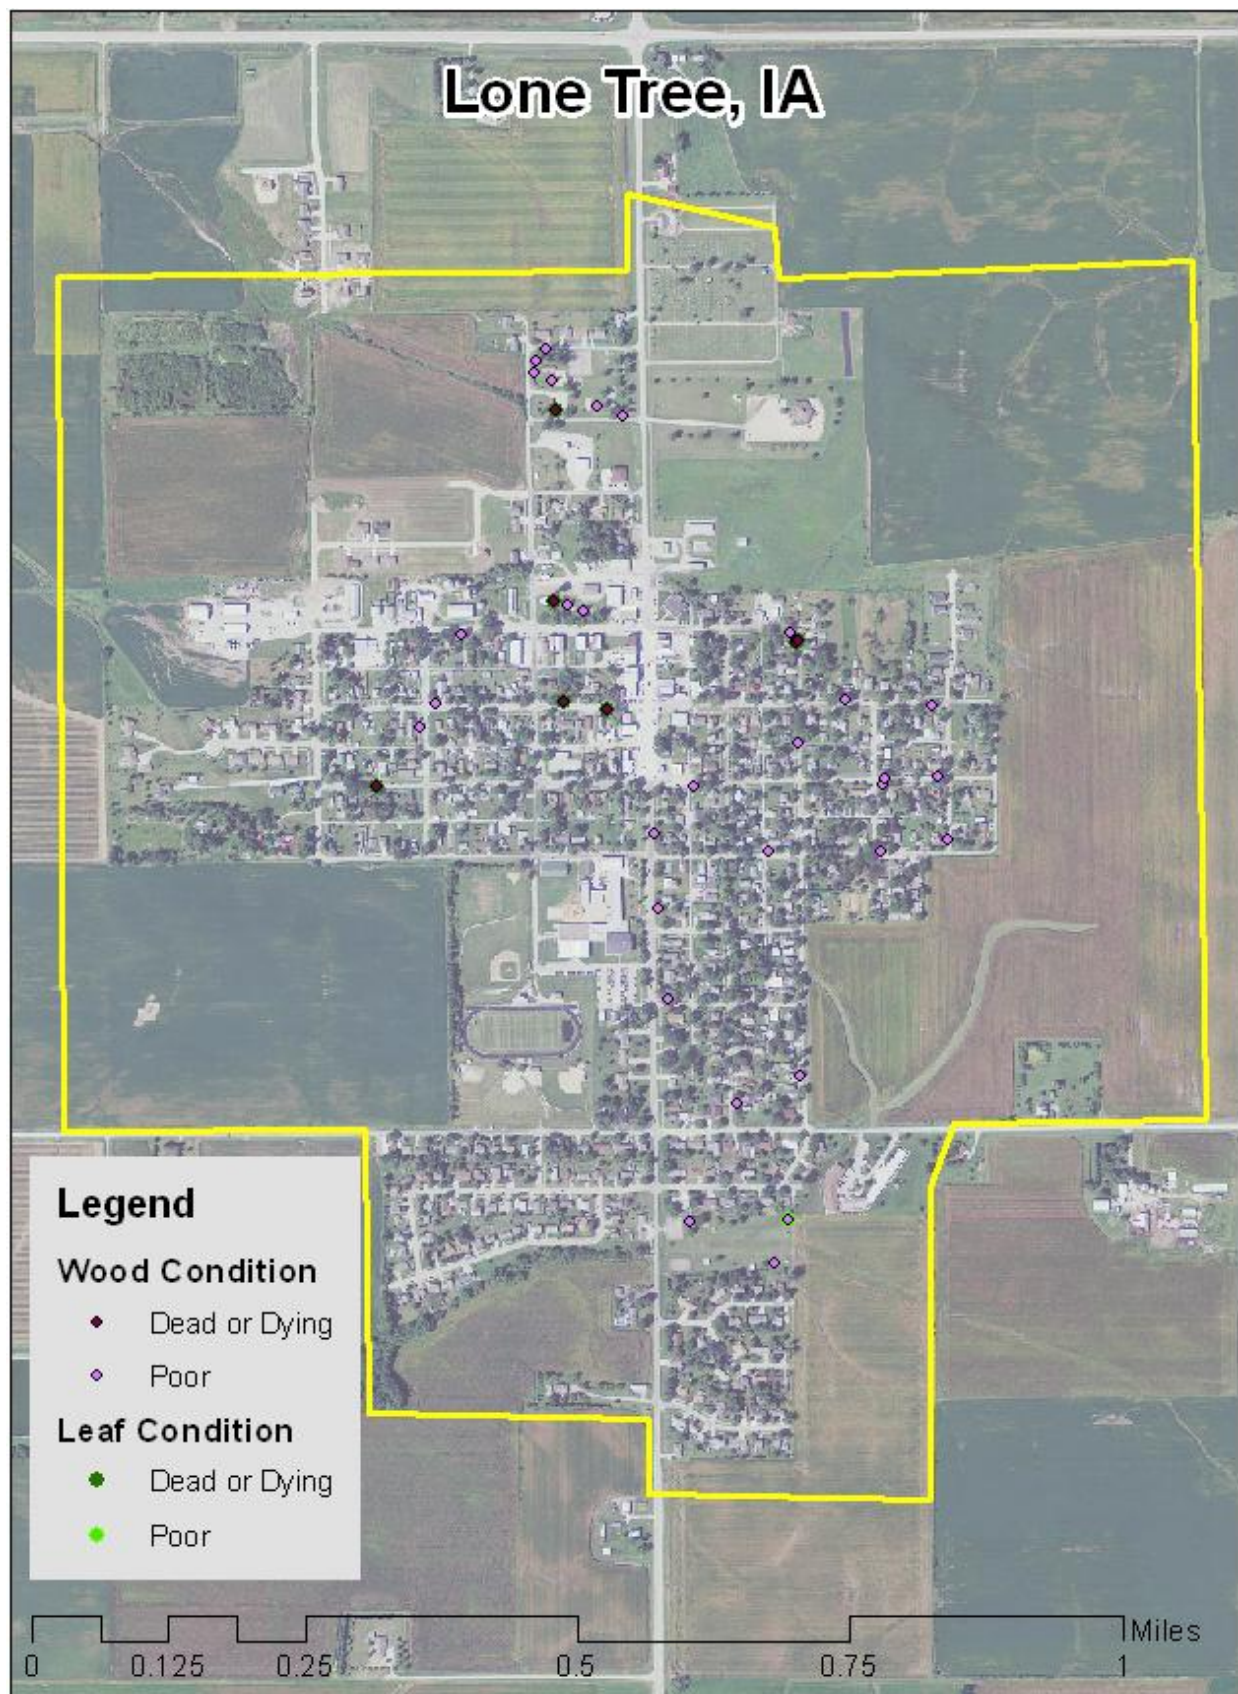 Lone Tree, IA
Legend
Wood Condition
Dead or Dying
Poor
Leaf Condition
Dead or Dying
Poor
Miles
0 0.125 0.25 0.5 0.75 1